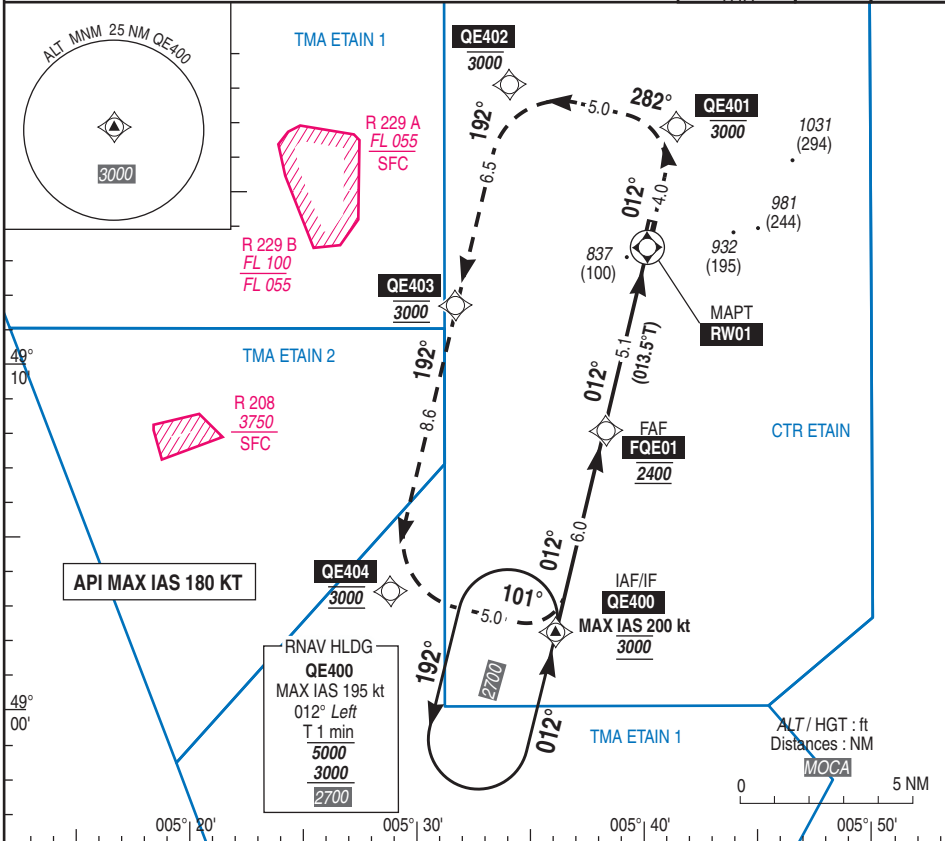 ALT MNM 25 NM QE400
3000
TMA ETAIN 1
QE402
3000
282°
5.0
QE401
3000
1031
(294)
192°
6.5
R 229 A
FL 055
SFC
012°
4.0
981
(244)
932
(195)
837
(100)
R 229 B
FL 100
FL 055
QE403
3000
MAPT
RW01
49°
10'
TMA ETAIN 2
192°
8.6
012°
5.1
(013.5°T)
R 208
3750
SFC
FAF
FQE01
2400
CTR ETAIN
012°
6.0
API MAX IAS 180 KT
QE404
3000
101°
5.0
IAF/IF
QE400
MAX IAS 200 kt
3000
RNAV HLDG
QE400
MAX IAS 195 kt
012° Left
T 1 min
5000
3000
2700
192°
2700
012°
49°
00'
TMA ETAIN 1
ALT / HGT : ft
Distances : NM
MOCA
0 5 NM
005° 20' 005° 30' 005° 40' 005° 50'